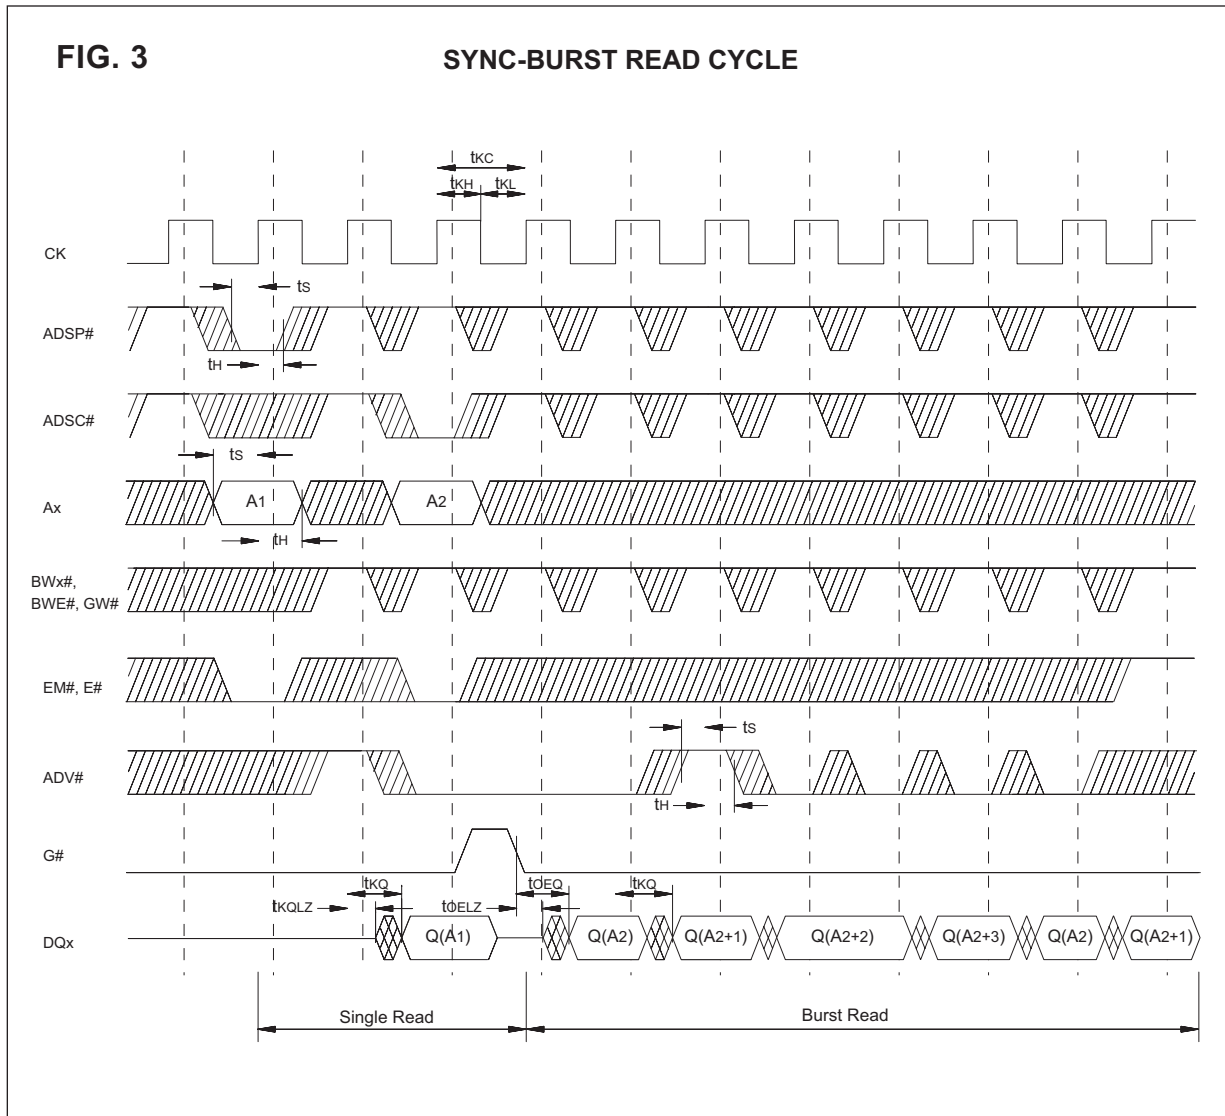 FIG. 3
SYNC-BURST READ CYCLE
tKC
tKH
tKL
CK
tS
ADSP#
tH
ADSC#
tS
Ax
A1
A2
tH
BWx#,
BWE#, GW#
EM#, E#
tS
ADV#
tH
G#
tKQ
tOEQ
tKQ
tKQLZ
tOELZ
DQx
Q(A1)
Q(A2)
Q(A2+1)
Q(A2+2)
Q(A2+3)
Q(A2)
Q(A2+1)
Single Read
Burst Read